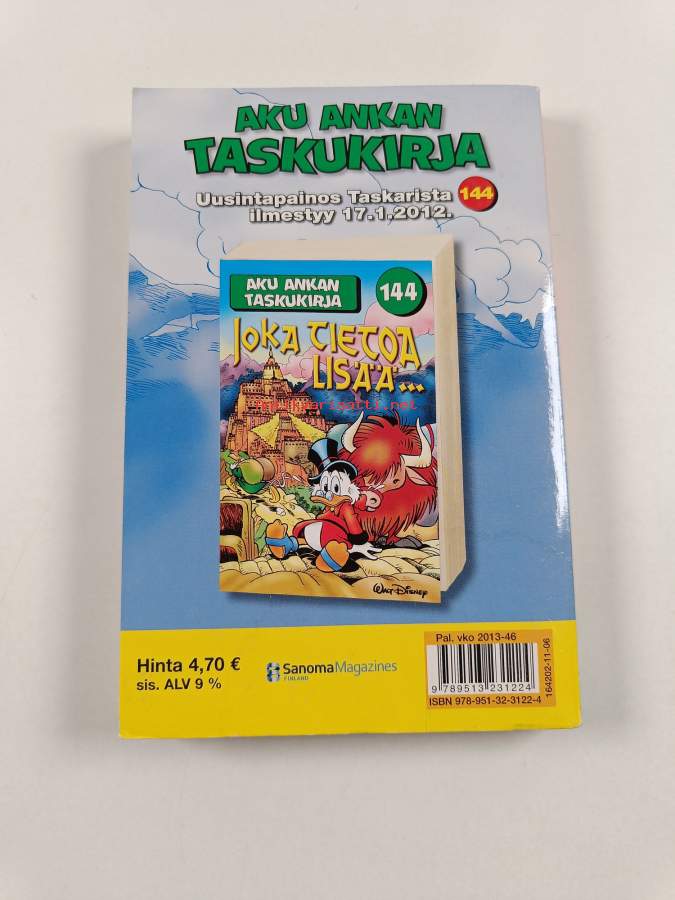 AKU ANKAN
TASKUKIRJA
Uusintapainos Taskarista 144
ilmestyy 17.1.2012.
AKU ANKAN
TASKUKIRJA
144
JOKA TIETOA
LISÄÄ...
WALT DISNEY
Hinta 4,70 €
sis. ALV 9 %
SanomaMagazines
FINLAND
Pal. vko 2013-46
9 789513 231224
ISBN 978-951-32-3122-4
164202-11-06